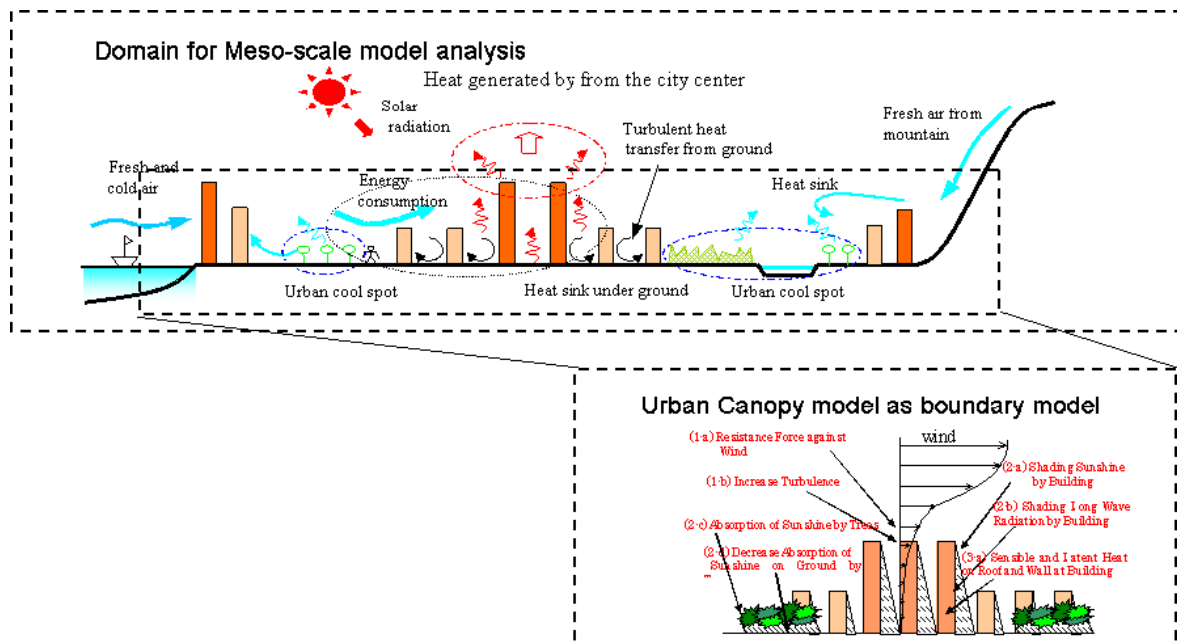 Domain for Meso-scale model analysis
Heat generated by from the city center
Solar
radiation
Turbulent heat
transfer from ground
Fresh air from
mountain
Fresh and
cold air
Energy
consumption
Heat sink
Urban cool spot
Heat sink under ground
Urban cool spot
Urban Canopy model as boundary model
(1-a) Resistance Force against
Wind
wind
(2-a) Shading Sunshine
by Building
(1-b) Increase Turbulence
(2-b) Shading Long Wave
Radiation by Building
(2-c) Absorption of Sunshine by Trees
(2-d) Decrease Absorption of
Sunshine on Ground by
(3-a) Sensible and Latent Heat
on Roof and Wall at Building